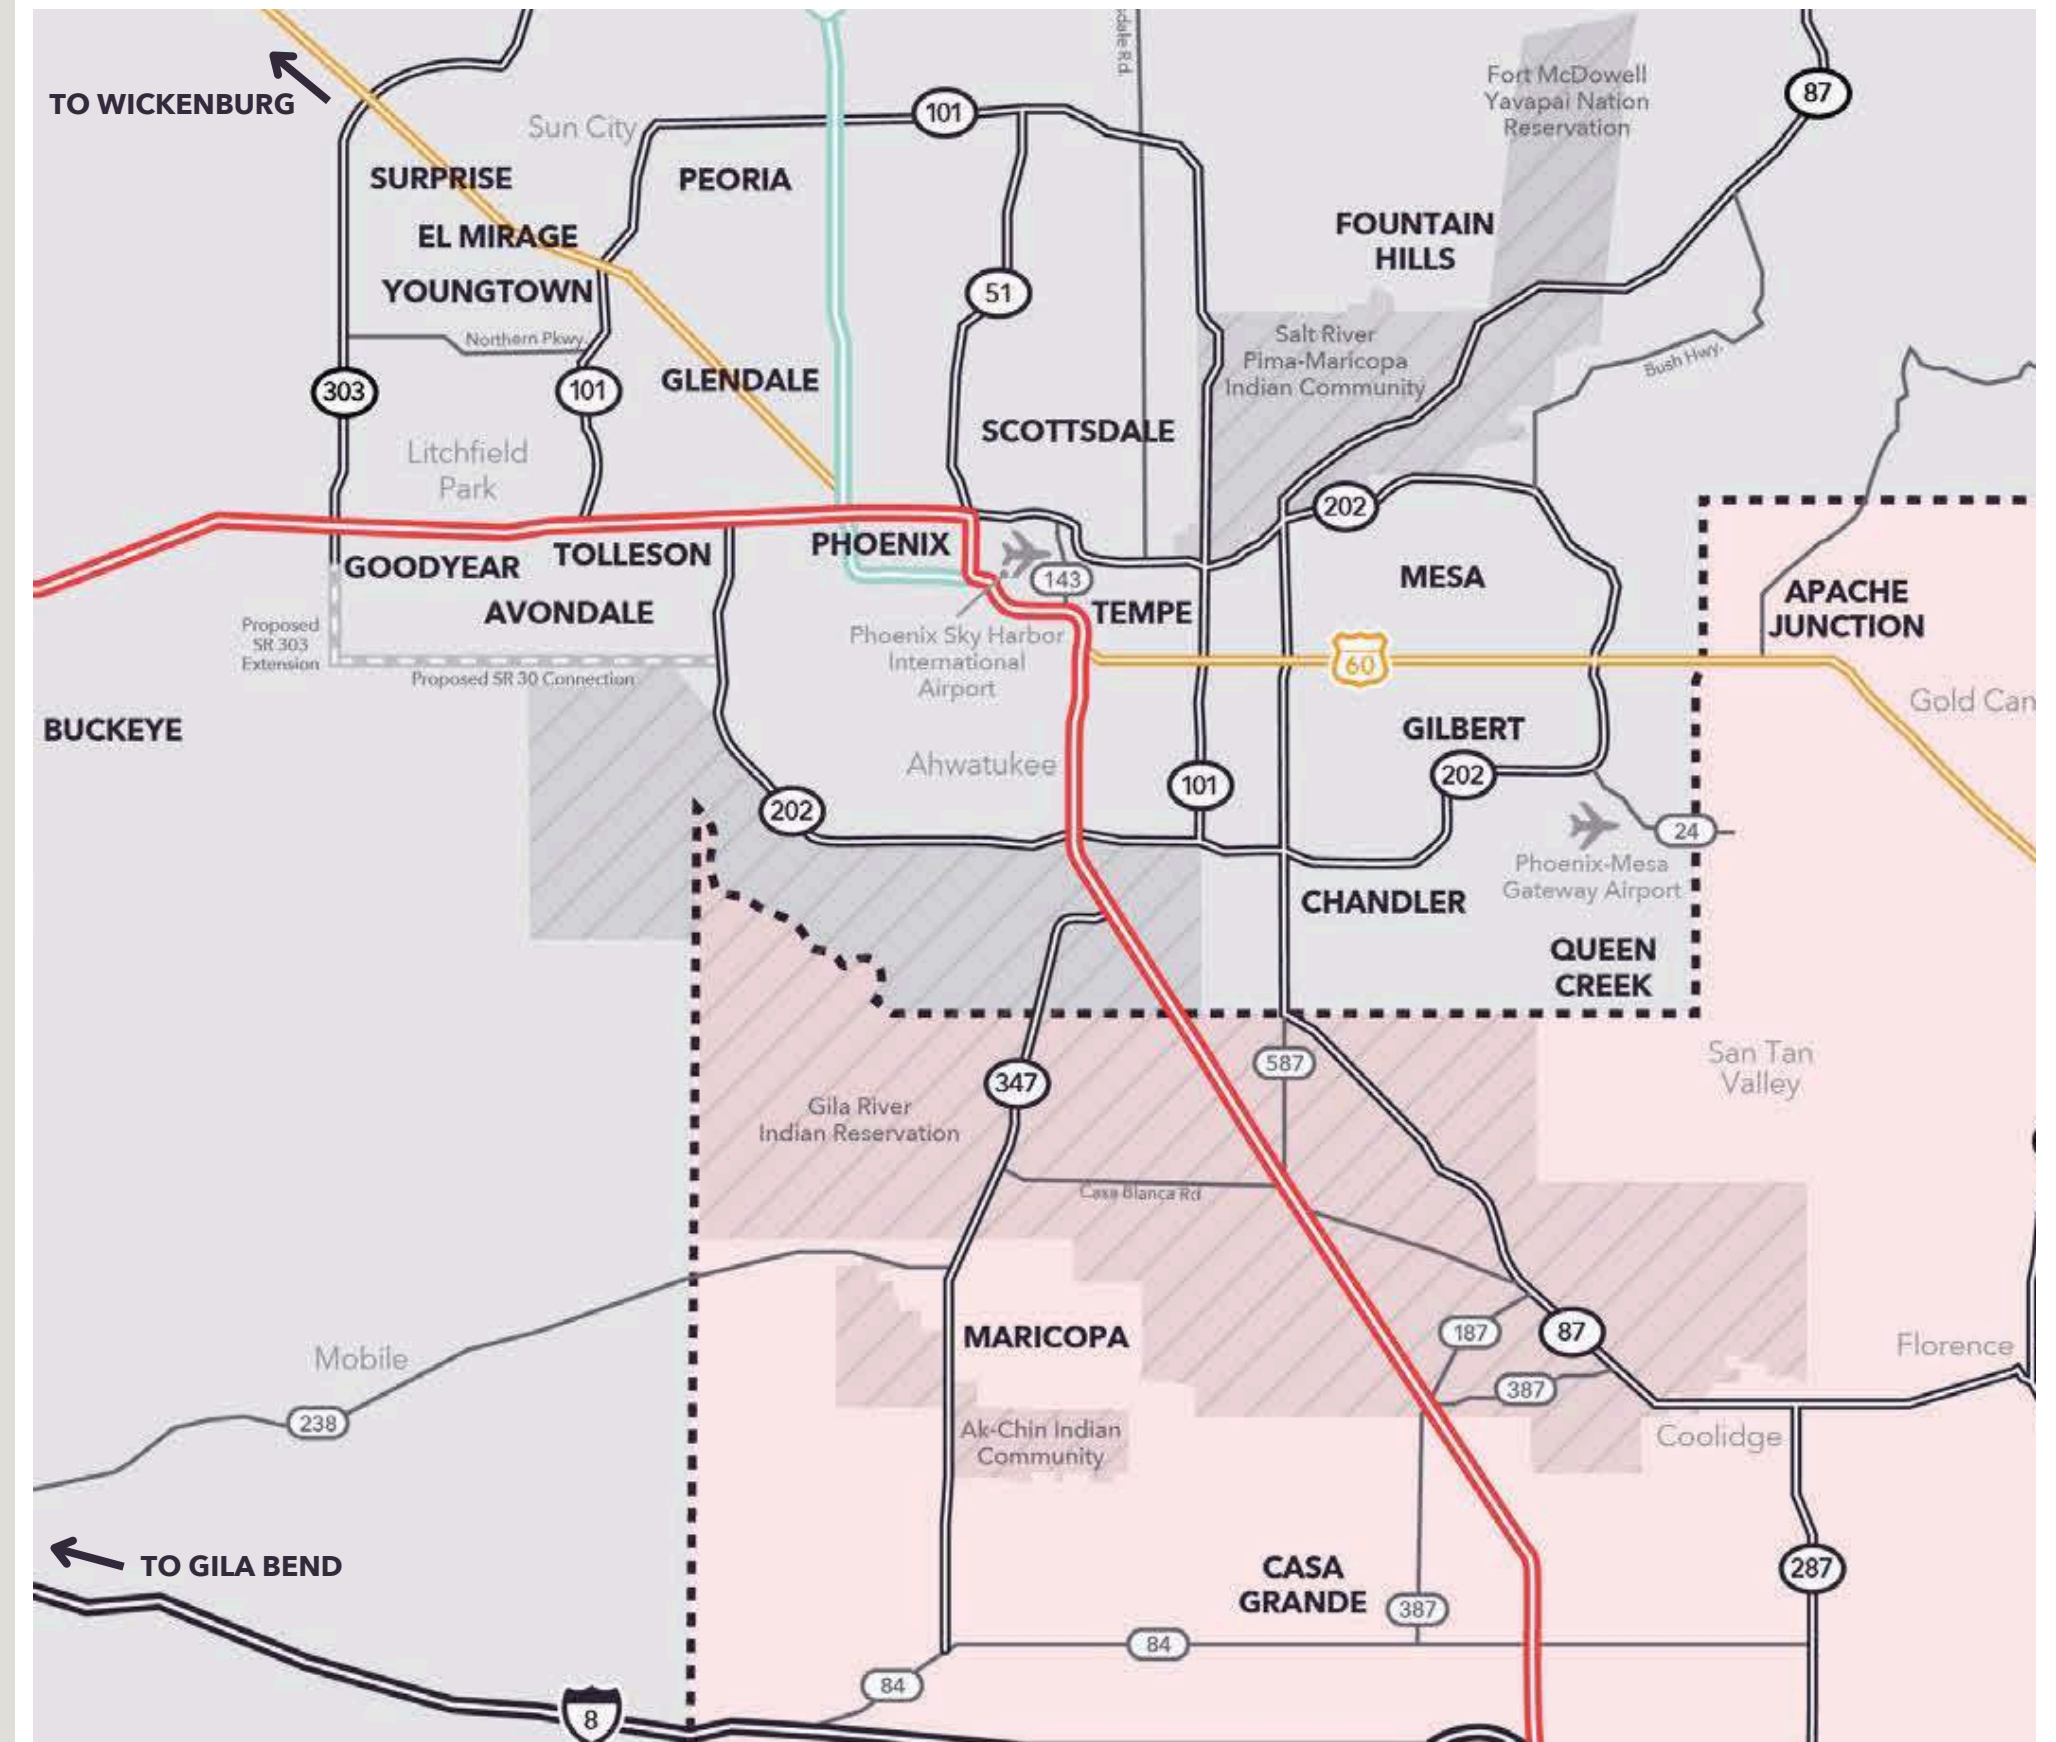 TO WICKENBURG
Sun City
101
dale Rd.
Fort McDowell
Yavapai Nation
Reservation
87
SURPRISE
PEORIA
EL MIRAGE
FOUNTAIN
HILLS
YOUNGTOWN
51
Northern Pkwy.
Salt River
Pima-Maricopa
Indian Community
Bush Hwy.
303
101
GLENDALE
SCOTTSDALE
Litchfield
Park
202
GOODYEAR
TOLLESON
PHOENIX
143
MESA
APACHE
JUNCTION
AVONDALE
TEMPE
Proposed
SR 303
Extension
Phoenix Sky Harbor
International
Airport
60
Proposed SR 30 Connection
Gold Can
BUCKEYE
GILBERT
Ahwatukee
101
202
202
24
Phoenix-Mesa
Gateway Airport
CHANDLER
QUEEN
CREEK
587
San Tan
Valley
347
Gila River
Indian Reservation
Casa Blanca Rd
MARICOPA
187
87
Florence
Mobile
387
238
Ak-Chin Indian
Community
Coolidge
TO GILA BEND
CASA
GRANDE
287
387
84
84
8